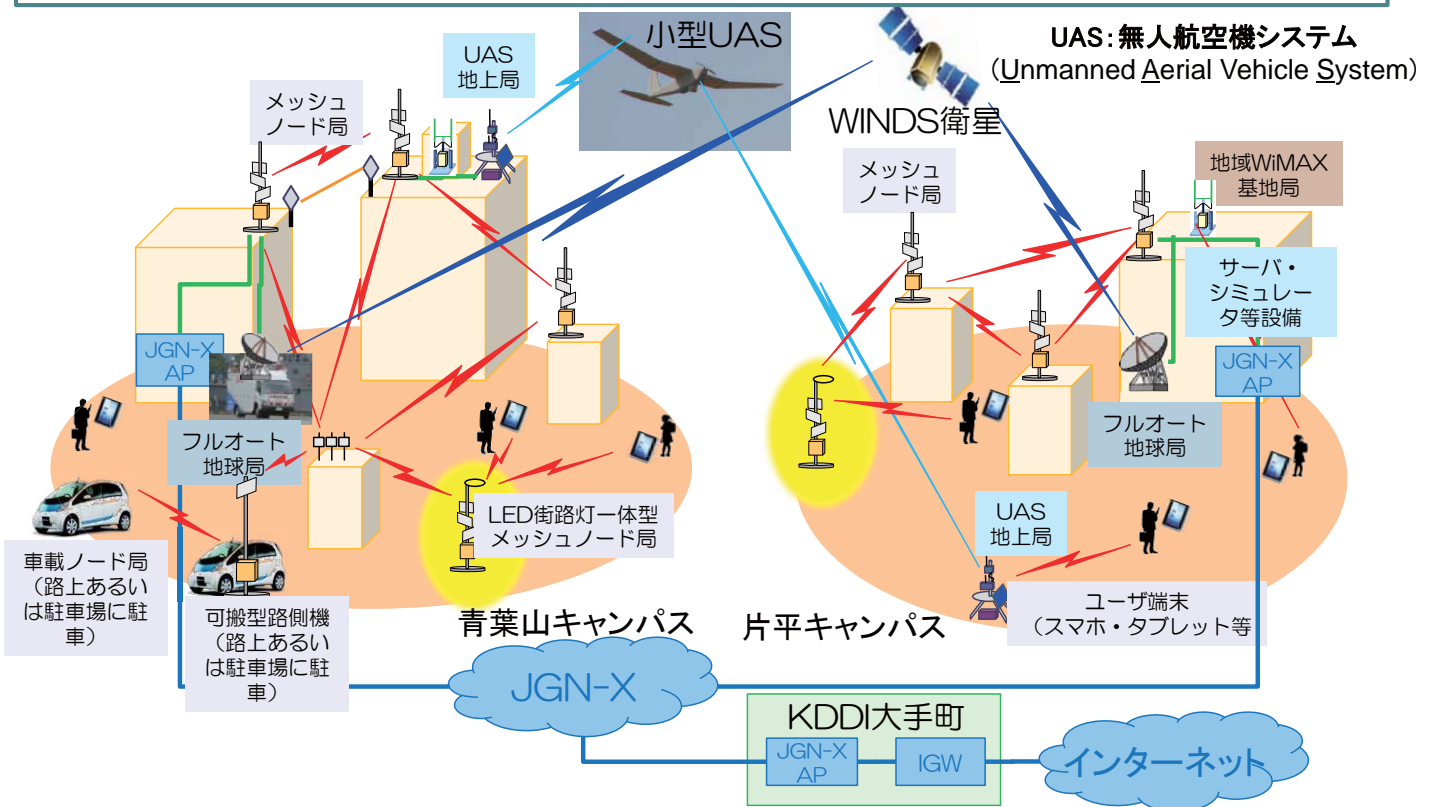 小型UAS
UAS:無人航空機システム
(Unmanned Aerial Vehicle System)
UAS
地上局
WINDS衛星
メッシュ
ノード局
メッシュ
ノード局
地域WiMAX
基地局
サーバ・
シミュレー
タ等設備
JGN-X
AP
JGN-X
AP
フルオート
地球局
フルオート
地球局
LED街路灯一体型
メッシュノード局
UAS
地上局
車載ノード局
(路上あるい
は駐車場に駐
車)
可搬型路側機
(路上あるい
は駐車場に駐
車)
ユーザ端末
(スマホ・タブレット等
青葉山キャンパス
片平キャンパス
JGN-X
KDDI大手町
JGN-X
AP
IGW
インターネット